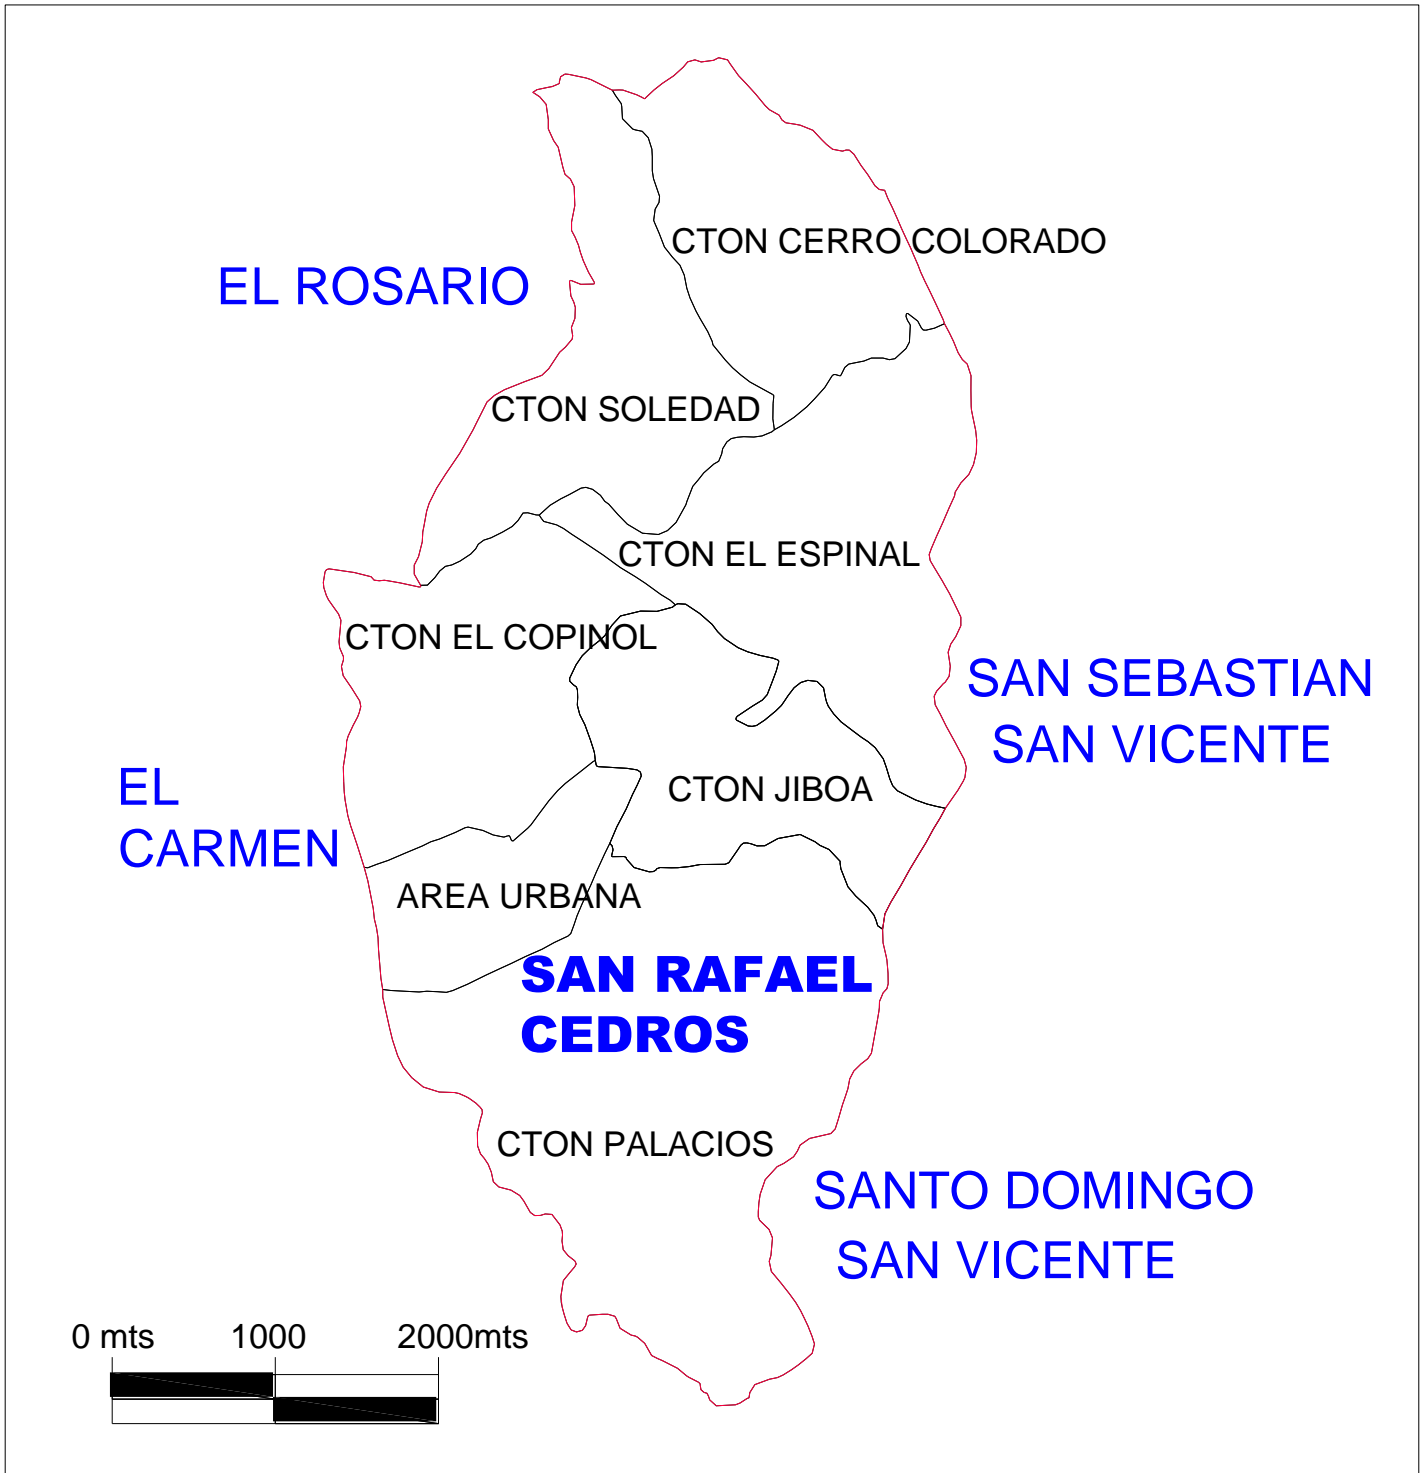 CTON CERRO COLORADO
EL ROSARIO
CTON SOLEDAD
CTON EL ESPINAL
CTON EL COPINOL
SAN SEBASTIAN
SAN VICENTE
CTON JIBOA
EL
CARMEN
AREA URBANA
SAN RAFAEL
CEDROS
CTON PALACIOS
SANTO DOMINGO
SAN VICENTE
0 mts 1000 2000mts